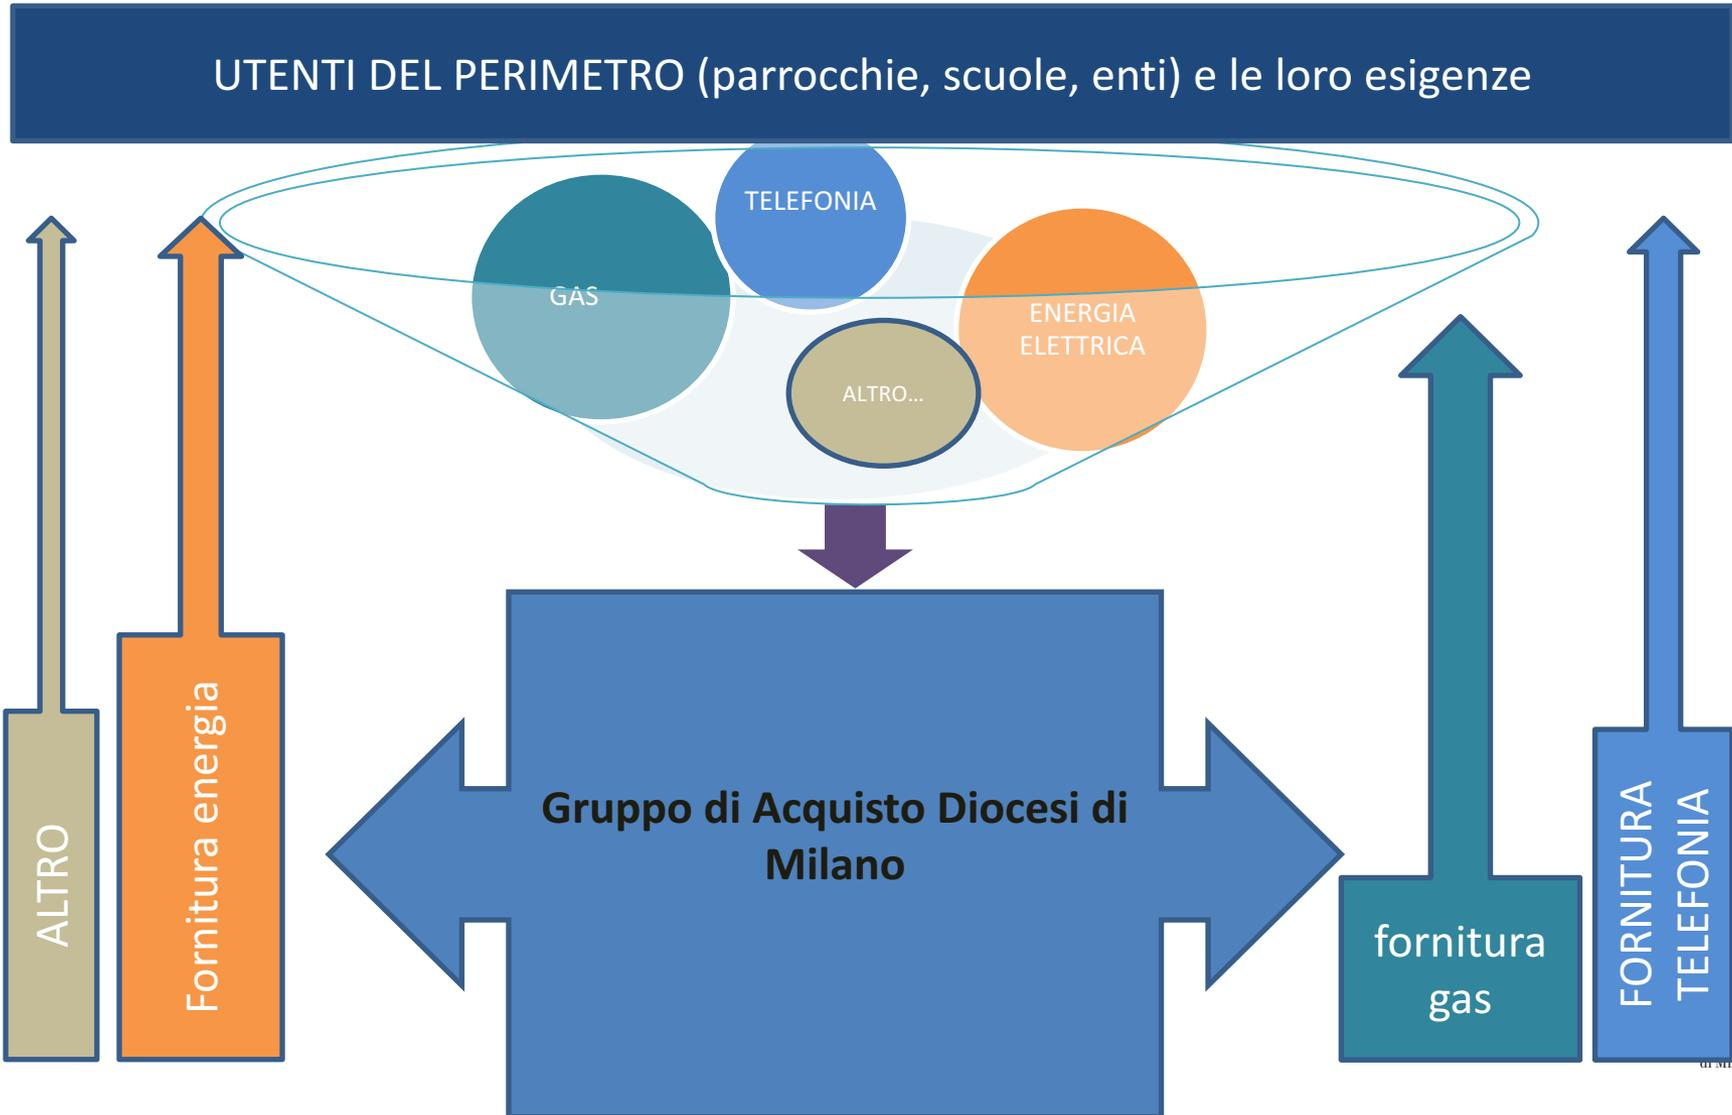 UTENTI DEL PERIMETRO (parrocchie, scuole, enti) e le loro esigenze
TELEFONIA
GAS
ENERGIA
ELETTRICA
ALTRO...
Gruppo di Acquisto Diocesi di
Milano
ALTRO
Fornitura energia
fornitura
gas
FORNITURA
TELEFONIA